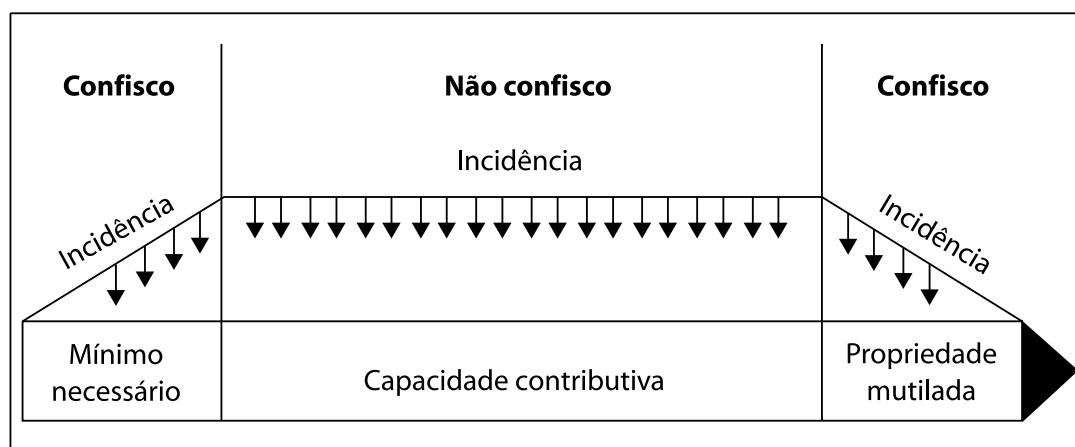 Confisco
Não confisco
Confisco
Incidência
Incidência
Incidência
Mínimo
necessário
Capacidade contributiva
Propriedade
mutilada